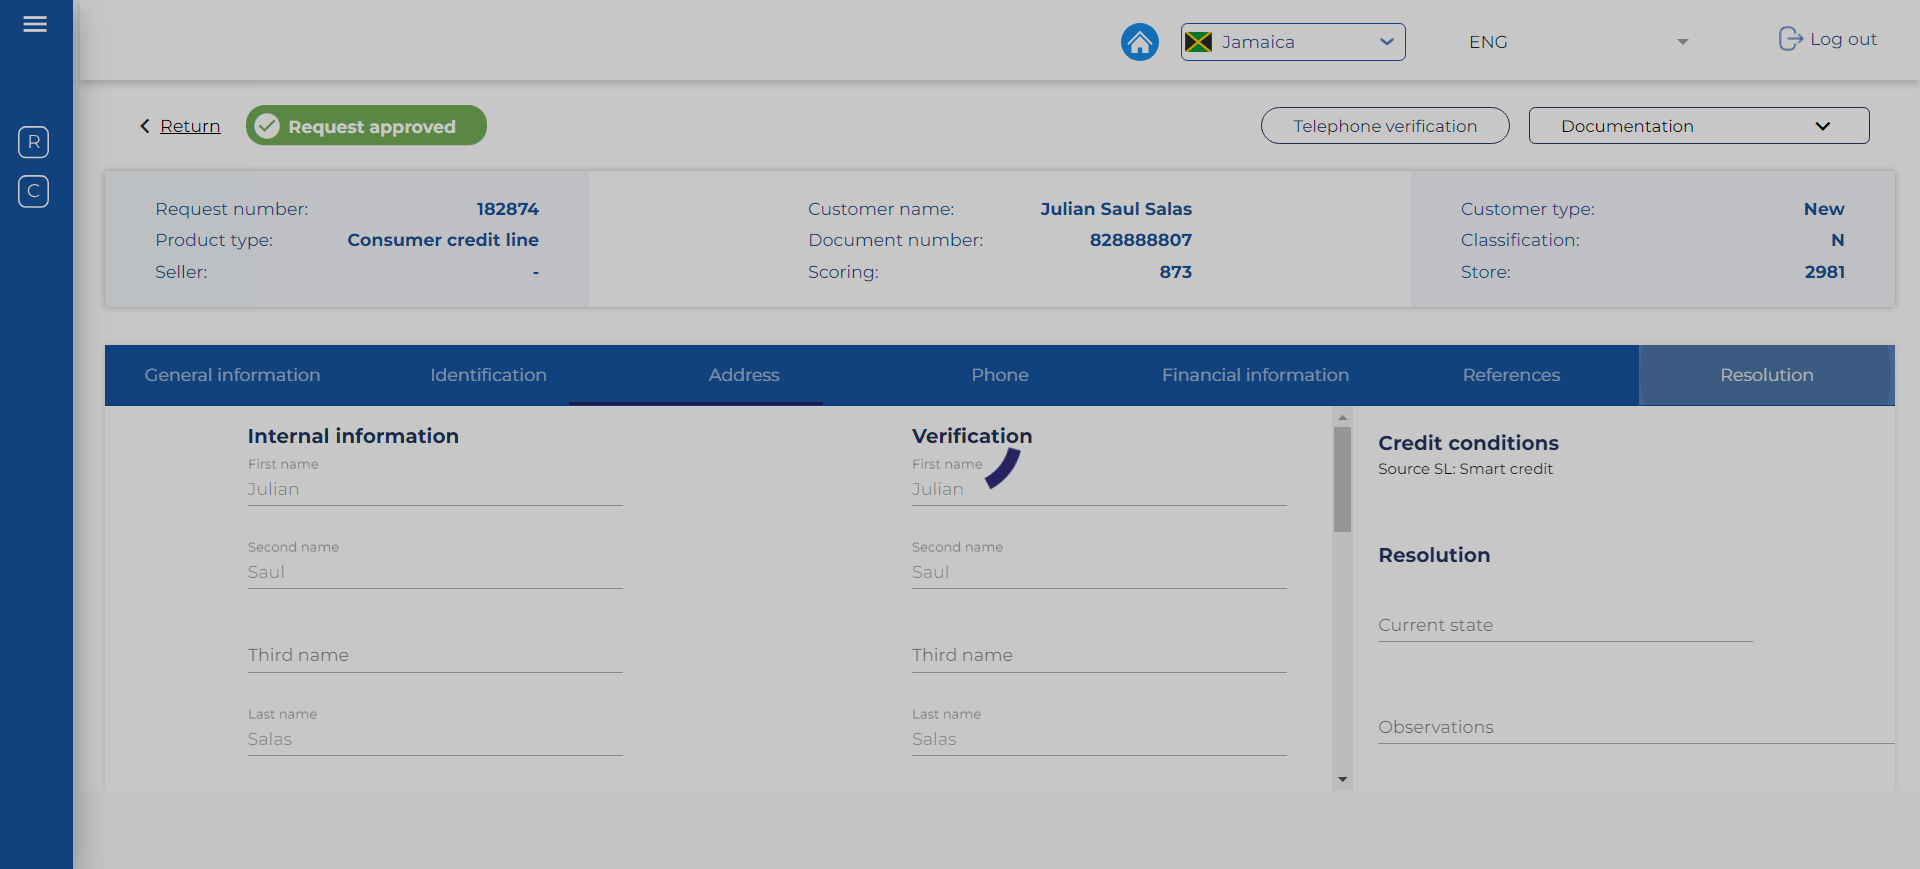 Jamaica
ENG
Log out
R
C
Return
Request approved
Telephone verification
Documentation
Request number: 182874
Product type: Consumer credit line
Seller: -
Customer name: Julian Saul Salas
Document number: 828888807
Scoring: 873
Customer type: New
Classification: N
Store: 2981
General information
Identification
Address
Phone
Financial information
References
Resolution
Internal information
First name
Julian
Second name
Saul
Third name
Last name
Salas
Verification
First name
Julian
Second name
Saul
Third name
Last name
Salas
Credit conditions
Source SL: Smart credit
Resolution
Current state
Observations